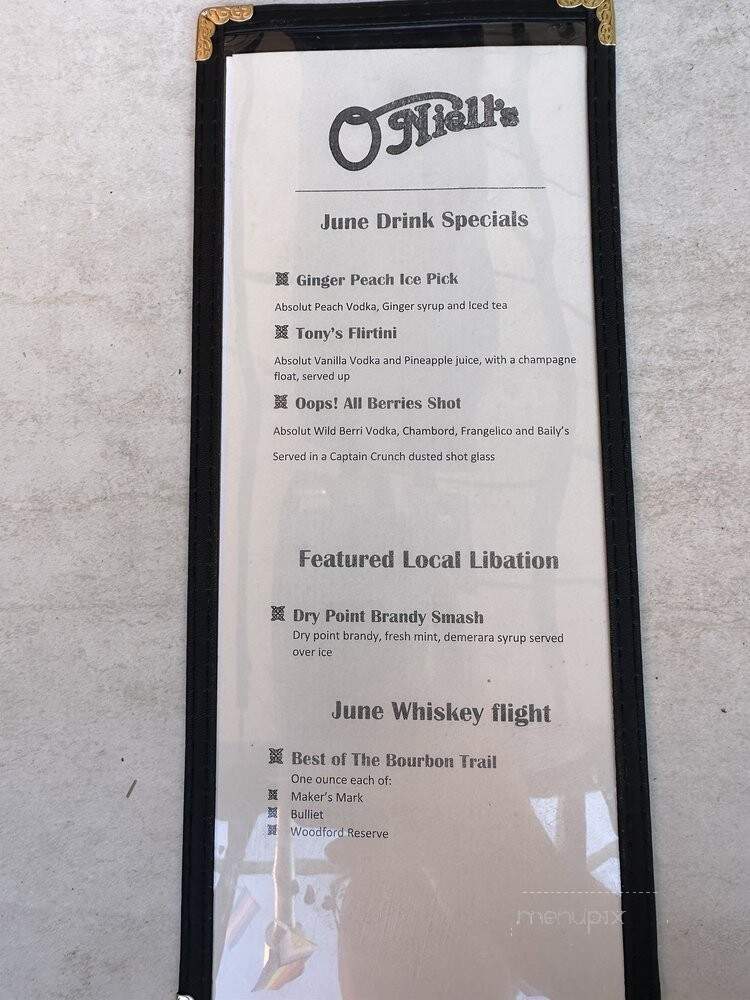 O'Niell's
June Drink Specials
Ginger Peach Ice Pick
Absolut Peach Vodka, Ginger syrup and Iced tea
Tony's Flirtini
Absolut Vanilla Vodka and Pineapple juice, with a champagne
float, served up
Oops! All Berries Shot
Absolut Wild Berri Vodka, Chambord, Frangelico and Baily's
Served in a Captain Crunch dusted shot glass
Featured Local Libation
Dry Point Brandy Smash
Dry point brandy, fresh mint, demerara syrup served
over ice
June Whiskey flight
Best of The Bourbon Trail
One ounce each of:
Maker's Mark
Bulliet
Woodford Reserve
menupix